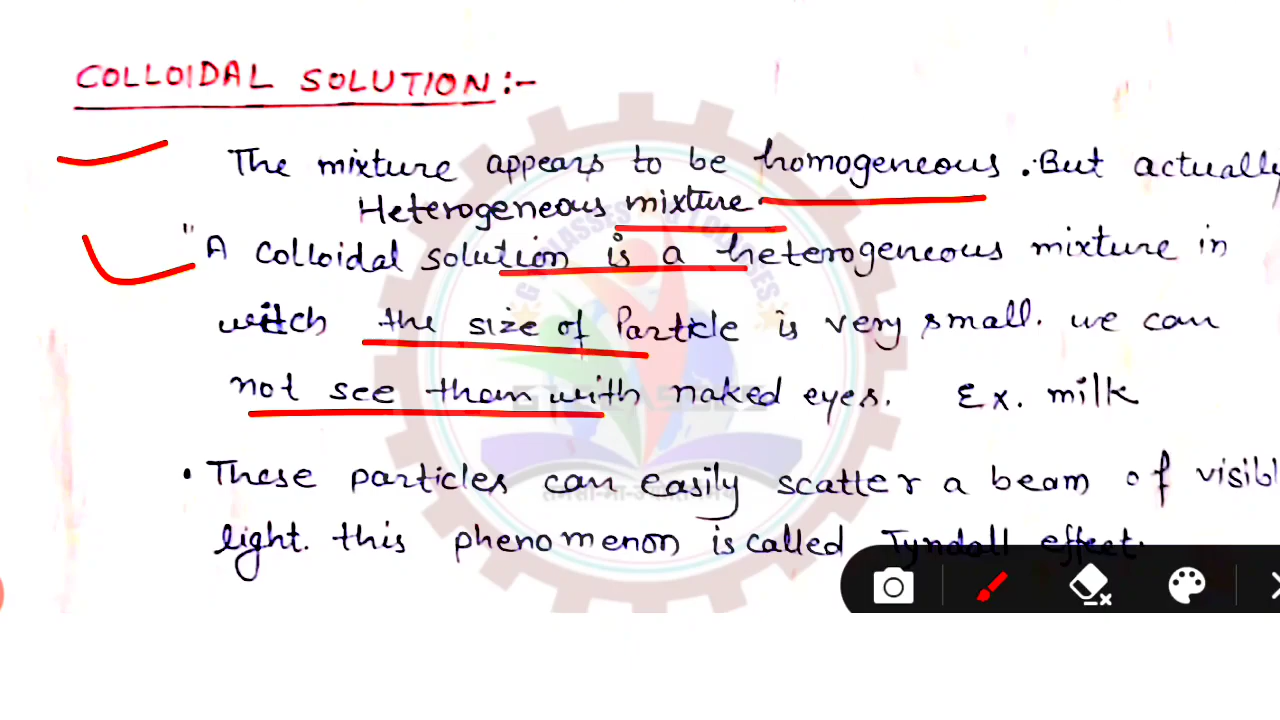 COLLOIDAL SOLUTION:-
The mixture appears to be homogeneous. But actually
Heterogeneous mixture.
"A colloidal solution is a heterogeneous mixture in
witch the size of Particle is very small. we can
not see tham with naked eyes. Ex. milk
• These particles can easily scatter a beam of visibl
light. this phenomenon is called Tyndall effect.